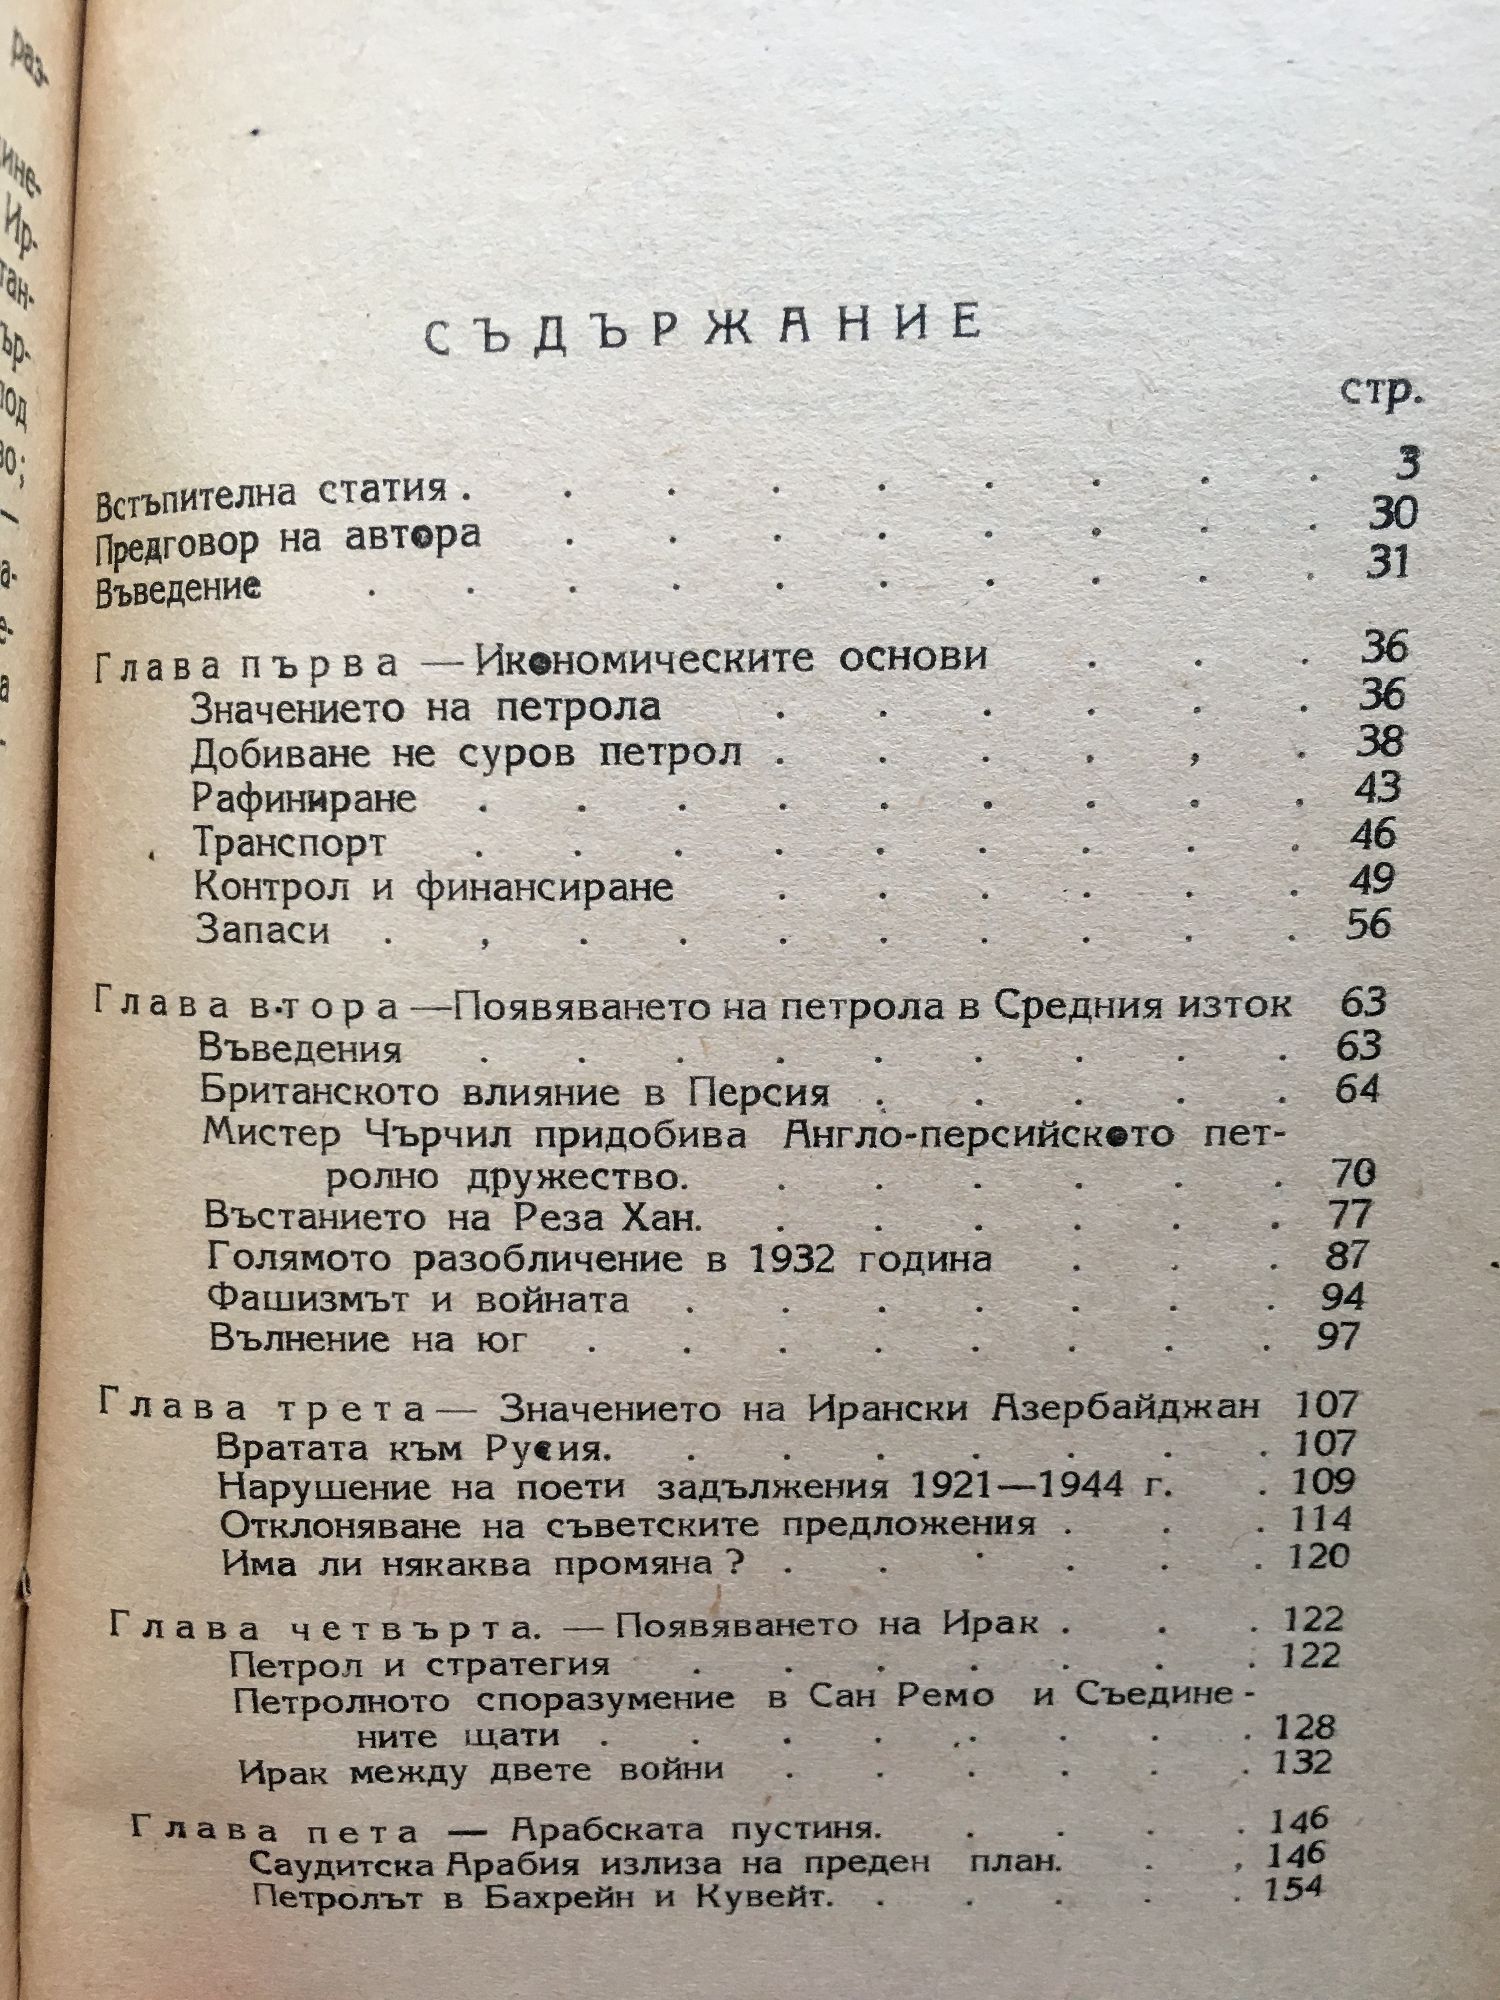 раз-
СЪДЪРЖАНИЕ
стр.
Встъпителна статия . . . . . . . . . 3
Предговор на автора . . . . . . . . 30
Въведение . . . . . . . . . . 31
Глава първа — Икономическите основи . . . 36
Значението на петрола . . . . . . 36
Добиване не суров петрол . . . . , . 38
Рафиниране . . . . . . . . . 43
Транспорт . . . . . . . . . 46
Контрол и финансиране . . . . . . 49
Запаси . , . . . . . . . . 56
Глава втора —Появяването на петрола в Средния изток 63
Въведения . . . . . . . . . 63
Британското влияние в Персия . . . . . 64
Мистер Чърчил придобива Англо-персийското пет-
ролно дружество. . . . . . . 70
Въстанието на Реза Хан. . . . . . . 77
Голямото разобличение в 1932 година . . . 87
Фашизмът и войната . . . . . . . 94
Вълнение на юг . . . . . . . . 97
Глава трета — Значението на Ирански Азербайджан 107
Вратата към Русия. . . . . . . . 107
Нарушение на поети задължения 1921—1944 г. . 109
Отклоняване на съветските предложения . . . 114
Има ли някаква промяна ? . . . . . . 120
Глава четвърта. — Появяването на Ирак . . . 122
Петрол и стратегия . . . . . . . 122
Петролното споразумение в Сан Ремо и Съедине-
ните щати . . . . . . . . 128
Ирак между двете войни . . . . . . 132
Глава пета — Арабската пустиня. . . . . 146
Саудитска Арабия излиза на преден план. . , 146
Петролът в Бахрейн и Кувейт. . . . . . 154